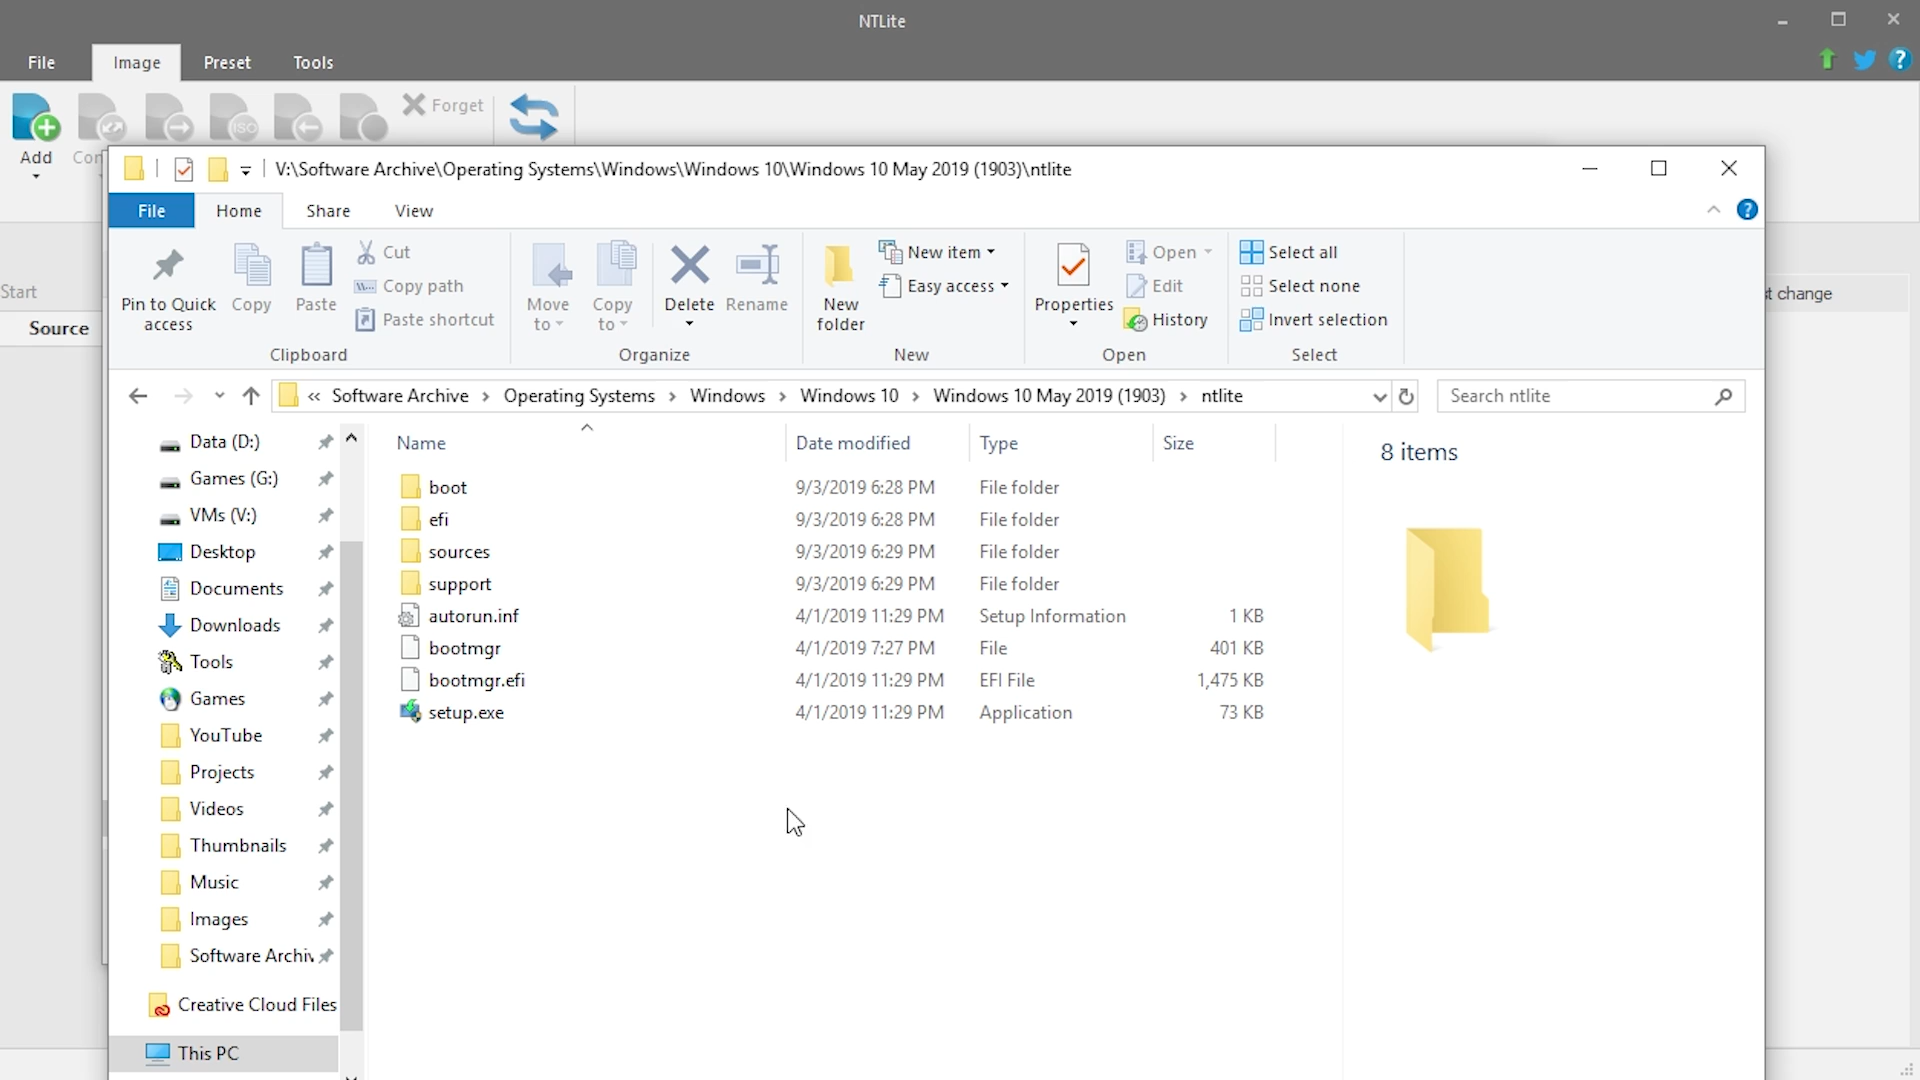 NTLite
File Image Preset Tools
Forget
Add
V:\Software Archive\Operating Systems\Windows\Windows 10\Windows 10 May 2019 (1903)\ntlite
File Home Share View
Start
Source
st change
Pin to Quick access
Copy
Paste
Cut
Copy path
Paste shortcut
Clipboard
Move to
Copy to
Delete
Rename
Organize
New folder
New item
Easy access
New
Properties
Open
Edit
History
Open
Select all
Select none
Invert selection
Select
« Software Archive > Operating Systems > Windows > Windows 10 > Windows 10 May 2019 (1903) > ntlite
Search ntlite
Data (D:)
Games (G:)
VMs (V:)
Desktop
Documents
Downloads
Tools
Games
YouTube
Projects
Videos
Thumbnails
Music
Images
Software Archiv
Creative Cloud Files
This PC
Name Date modified Type Size
boot 9/3/2019 6:28 PM File folder
efi 9/3/2019 6:28 PM File folder
sources 9/3/2019 6:29 PM File folder
support 9/3/2019 6:29 PM File folder
autorun.inf 4/1/2019 11:29 PM Setup Information 1 KB
bootmgr 4/1/2019 7:27 PM File 401 KB
bootmgr.efi 4/1/2019 11:29 PM EFI File 1,475 KB
setup.exe 4/1/2019 11:29 PM Application 73 KB
8 items